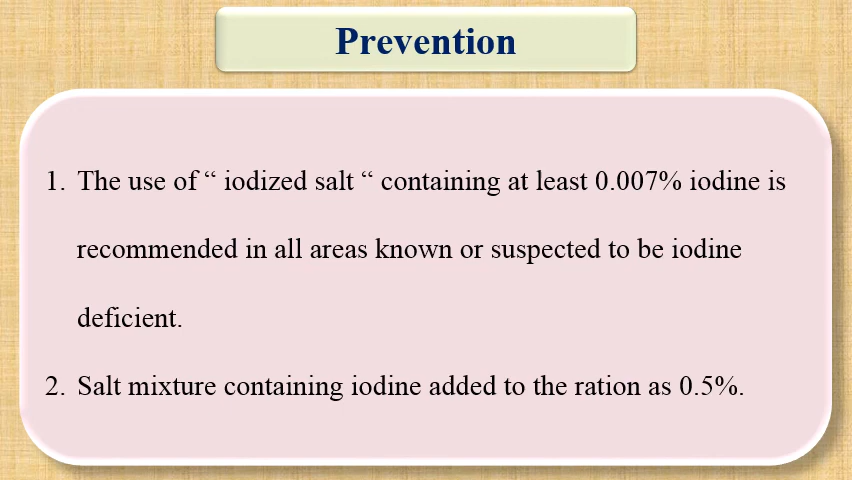 Prevention
1. The use of “ iodized salt “ containing at least 0.007% iodine is
recommended in all areas known or suspected to be iodine
deficient.
2. Salt mixture containing iodine added to the ration as 0.5%.